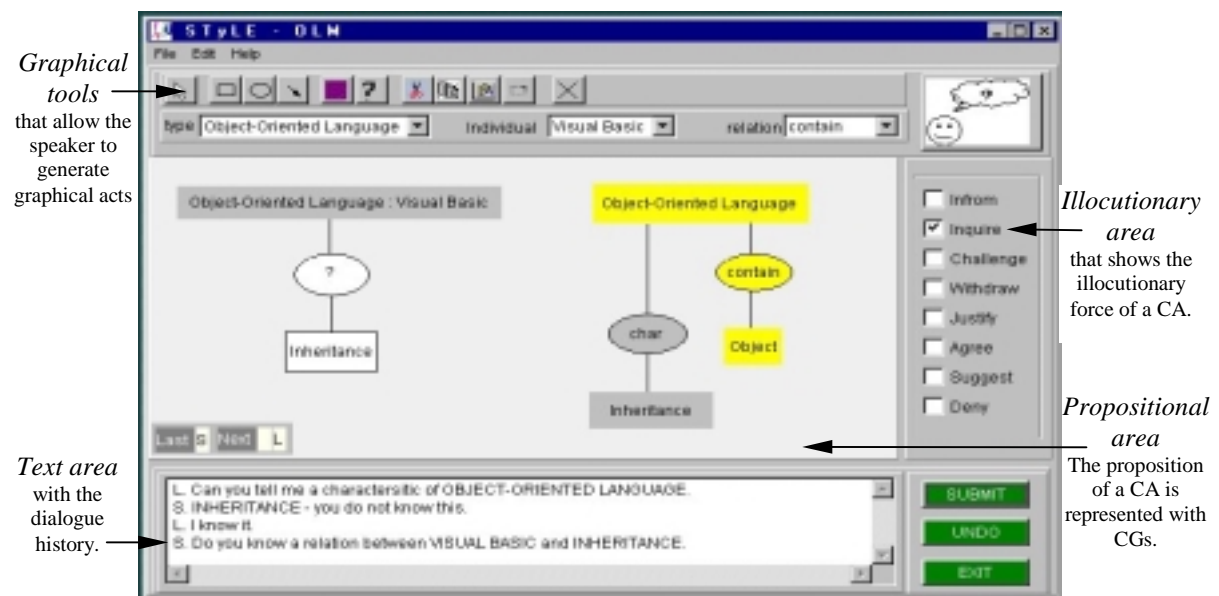 STyLE - OLM
File Edit Help
Graphical
tools
that allow the
speaker to
generate
graphical acts
?
?
type Object-Oriented Language Individual Visual Basic relation contain
Object-Oriented Language : Visual Basic
?
Inheritance
Object-Oriented Language
contain
char
Object
Inheritance
Infrom
Inquire
Challenge
Withdraw
Justify
Agree
Suggest
Deny
Illocutionary
area
that shows the
illocutionary
force of a CA.
Propositional
area
The proposition
of a CA is
represented with
CGs.
Last S Next L
Text area
with the
dialogue
history.
L. Can you tell me a charactersitic of OBJECT-ORIENTED LANGUAGE.
S. INHERITANCE - you do not know this.
L. I know it.
S. Do you know a relation between VISUAL BASIC and INHERITANCE.
SUBMIT
UNDO
EXIT